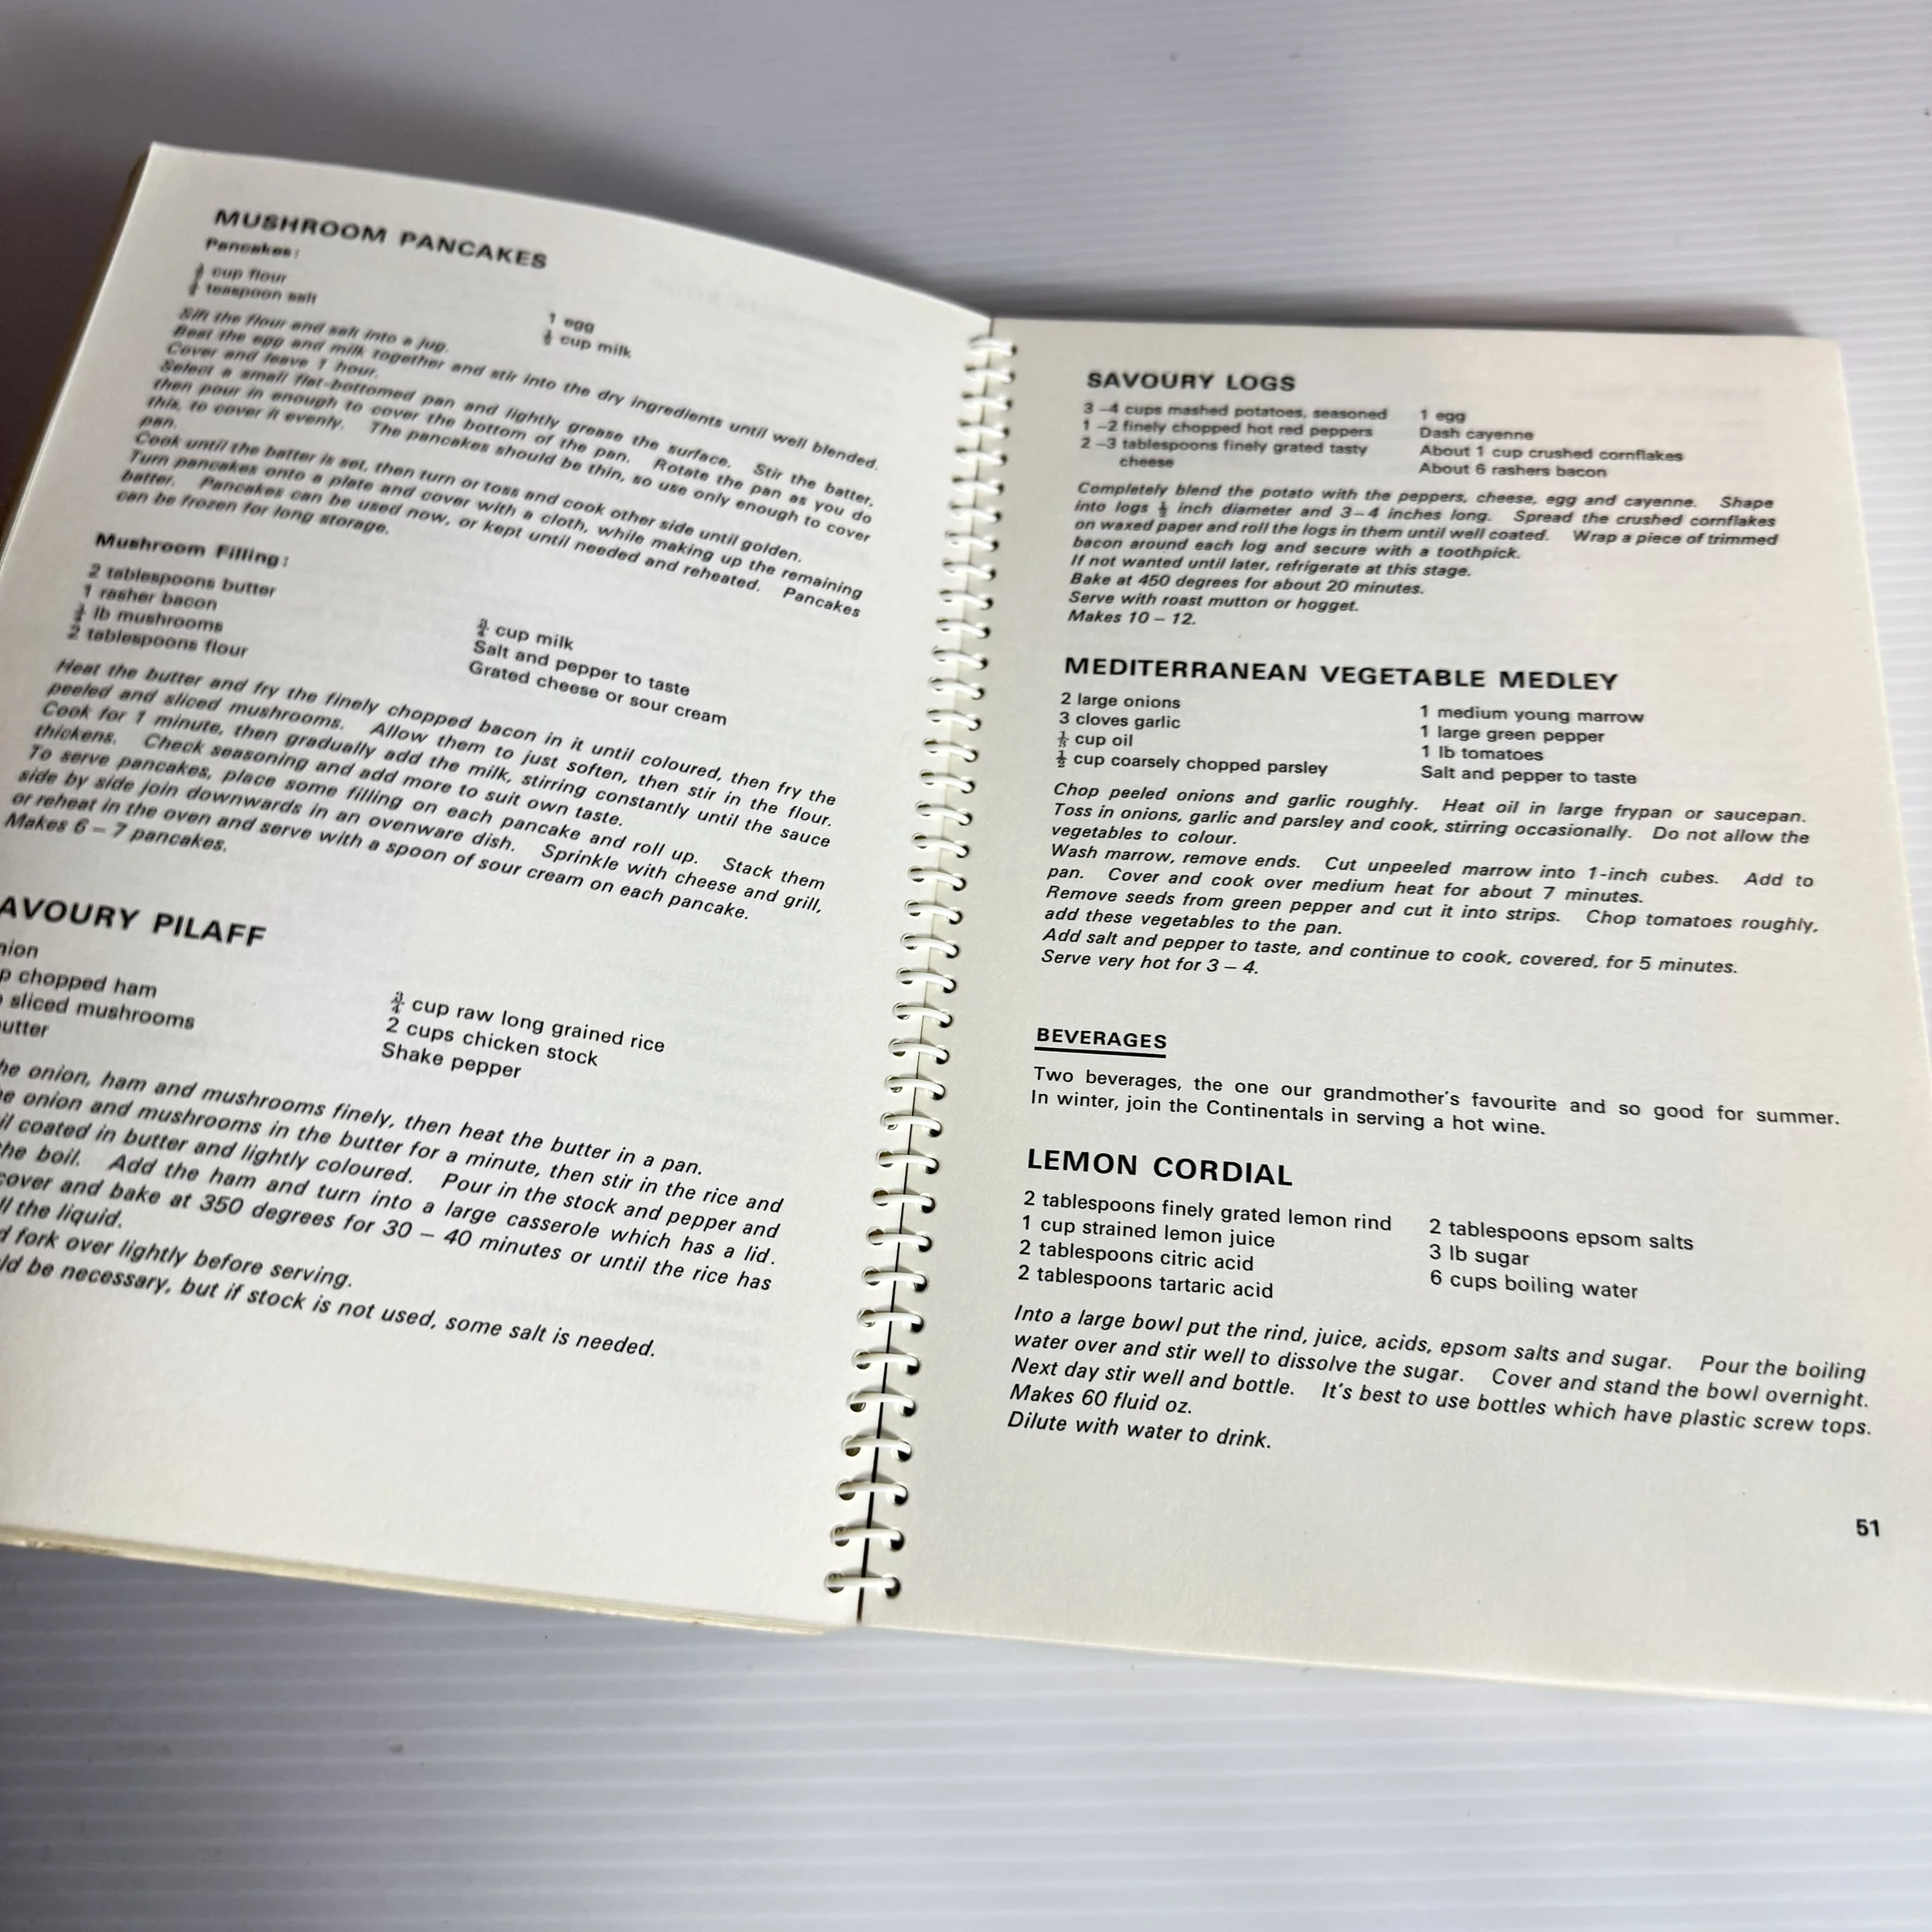 MUSHROOM PANCAKES
Pancakes:
cup flour
teaspoon salt
1 egg
cup milk
Sift the flour and salt into a jug.
Beat the egg and milk together and stir into the dry ingredients until well blended.
Cover and leave 1 hour.
Select a small flat-bottomed pan and lightly grease the surface. Stir the batter,
then pour in enough to cover the bottom of the pan. Rotate the pan as you do
this, to cover it evenly. The pancakes should be thin, so use only enough to cover
pan.
Cook until the batter is set, then turn or toss and cook other side until golden.
Turn pancakes onto a plate and cover with a cloth, while making up the remaining
batter. Pancakes can be used now, or kept until needed and reheated. Pancakes
can be frozen for long storage.
Mushroom Filling:
2 tablespoons butter
1 rasher bacon
lb mushrooms
2 tablespoons flour
¾ cup milk
Salt and pepper to taste
Grated cheese or sour cream
Heat the butter and fry the finely chopped bacon in it until coloured, then fry the
peeled and sliced mushrooms. Allow them to just soften, then stir in the flour.
Cook for 1 minute, then gradually add the milk, stirring constantly until the sauce
thickens. Check seasoning and add more to suit own taste.
To serve pancakes, place some filling on each pancake and roll up. Stack them
side by side join downwards in an ovenware dish. Sprinkle with cheese and grill,
or reheat in the oven and serve with a spoon of sour cream on each pancake.
Makes 6 – 7 pancakes.
AVOURY PILAFF
nion
p chopped ham
sliced mushrooms
utter
¾ cup raw long grained rice
2 cups chicken stock
Shake pepper
he onion, ham and mushrooms finely, then heat the butter in a pan.
e onion and mushrooms in the butter for a minute, then stir in the rice and
il coated in butter and lightly coloured. Pour in the stock and pepper and
the boil. Add the ham and turn into a large casserole which has a lid.
cover and bake at 350 degrees for 30 – 40 minutes or until the rice has
ll the liquid.
d fork over lightly before serving.
ld be necessary, but if stock is not used, some salt is needed.
SAVOURY LOGS
3 –4 cups mashed potatoes, seasoned
1 –2 finely chopped hot red peppers
2 –3 tablespoons finely grated tasty
cheese
1 egg
Dash cayenne
About 1 cup crushed cornflakes
About 6 rashers bacon
Completely blend the potato with the peppers, cheese, egg and cayenne. Shape
into logs ½ inch diameter and 3–4 inches long. Spread the crushed cornflakes
on waxed paper and roll the logs in them until well coated. Wrap a piece of trimmed
bacon around each log and secure with a toothpick.
If not wanted until later, refrigerate at this stage.
Bake at 450 degrees for about 20 minutes.
Serve with roast mutton or hogget.
Makes 10 – 12.
MEDITERRANEAN VEGETABLE MEDLEY
2 large onions
3 cloves garlic
⅓ cup oil
½ cup coarsely chopped parsley
1 medium young marrow
1 large green pepper
1 lb tomatoes
Salt and pepper to taste
Chop peeled onions and garlic roughly. Heat oil in large frypan or saucepan.
Toss in onions, garlic and parsley and cook, stirring occasionally. Do not allow the
vegetables to colour.
Wash marrow, remove ends. Cut unpeeled marrow into 1-inch cubes. Add to
pan. Cover and cook over medium heat for about 7 minutes.
Remove seeds from green pepper and cut it into strips. Chop tomatoes roughly,
add these vegetables to the pan.
Add salt and pepper to taste, and continue to cook, covered, for 5 minutes.
Serve very hot for 3 – 4.
BEVERAGES
Two beverages, the one our grandmother's favourite and so good for summer.
In winter, join the Continentals in serving a hot wine.
LEMON CORDIAL
2 tablespoons finely grated lemon rind
1 cup strained lemon juice
2 tablespoons citric acid
2 tablespoons tartaric acid
2 tablespoons epsom salts
3 lb sugar
6 cups boiling water
Into a large bowl put the rind, juice, acids, epsom salts and sugar. Pour the boiling
water over and stir well to dissolve the sugar. Cover and stand the bowl overnight.
Next day stir well and bottle. It's best to use bottles which have plastic screw tops.
Makes 60 fluid oz.
Dilute with water to drink.
51